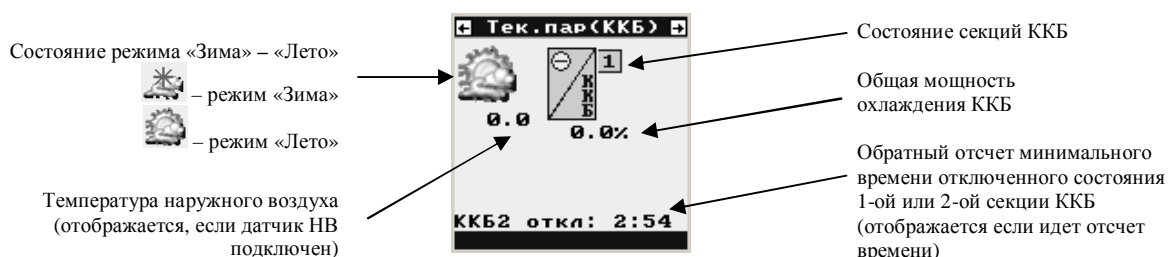 Состояние режима «Зима» – «Лето»
– режим «Зима»
– режим «Лето»
Температура наружного воздуха
(отображается, если датчик НВ
подключен)
Тек.пар(ККБ)
1
ККБ
0.0
0.0%
ККБ2 откл: 2:54
Состояние секций ККБ
Общая мощность
охлаждения ККБ
Обратный отсчет минимального
времени отключенного состояния
1-ой или 2-ой секции ККБ
(отображается если идет отсчет
времени)